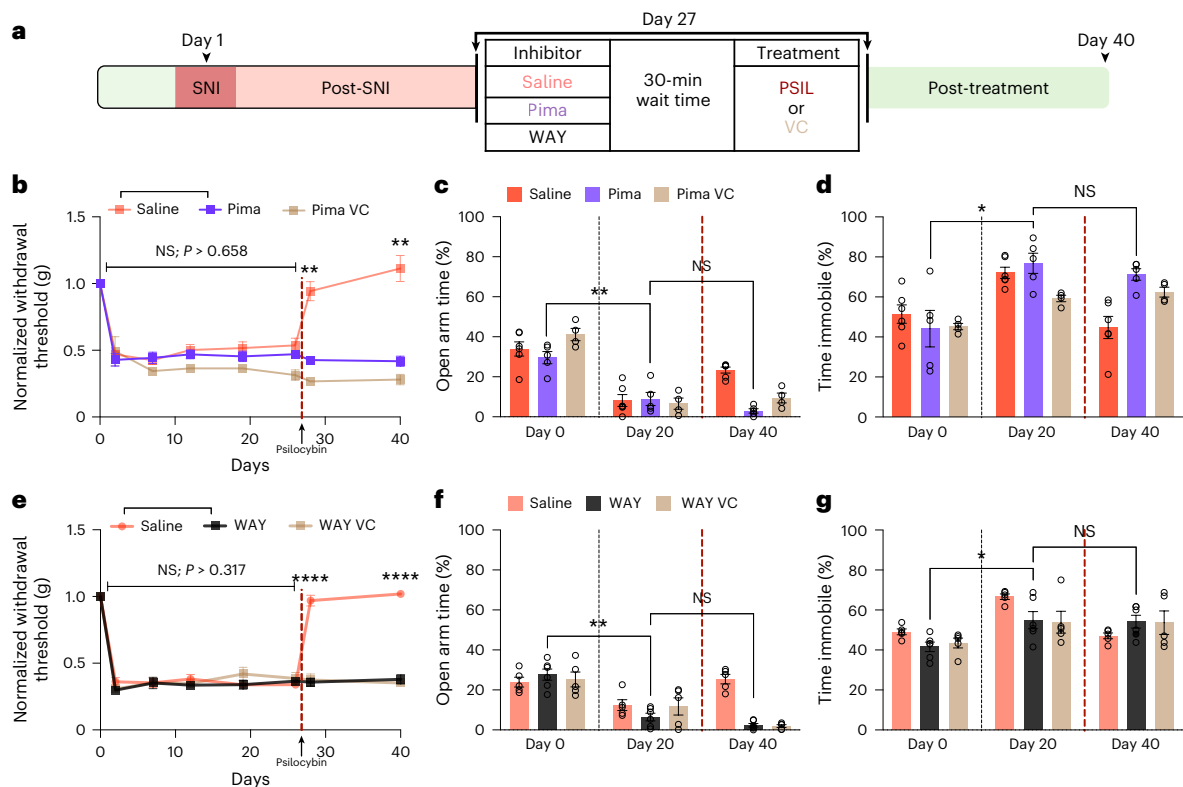 a
Day 27
Day 1
Day 40
SNI
Post-SNI
Inhibitor
Saline
Pima
WAY
30-min
wait time
Treatment
PSIL
or
VC
Post-treatment
b
Saline
Pima
Pima VC
Normalized withdrawal
threshold (g)
1.5
1.0
0.5
0
NS; P > 0.658
**
**
0
10
20
30
40
Psilocybin
Days
c
Saline
Pima
Pima VC
Open arm time (%)
100
80
60
40
20
0
**
NS
Day 0
Day 20
Day 40
d
Time immobile (%)
100
80
60
40
20
0
*
NS
Day 0
Day 20
Day 40
e
Saline
WAY
WAY VC
Normalized withdrawal
threshold (g)
1.5
1.0
0.5
0
NS; P > 0.317
****
****
0
10
20
30
40
Psilocybin
Days
f
Saline
WAY
WAY VC
Open arm time (%)
100
80
60
40
20
0
**
NS
Day 0
Day 20
Day 40
g
Time immobile (%)
100
80
60
40
20
0
*
NS
Day 0
Day 20
Day 40